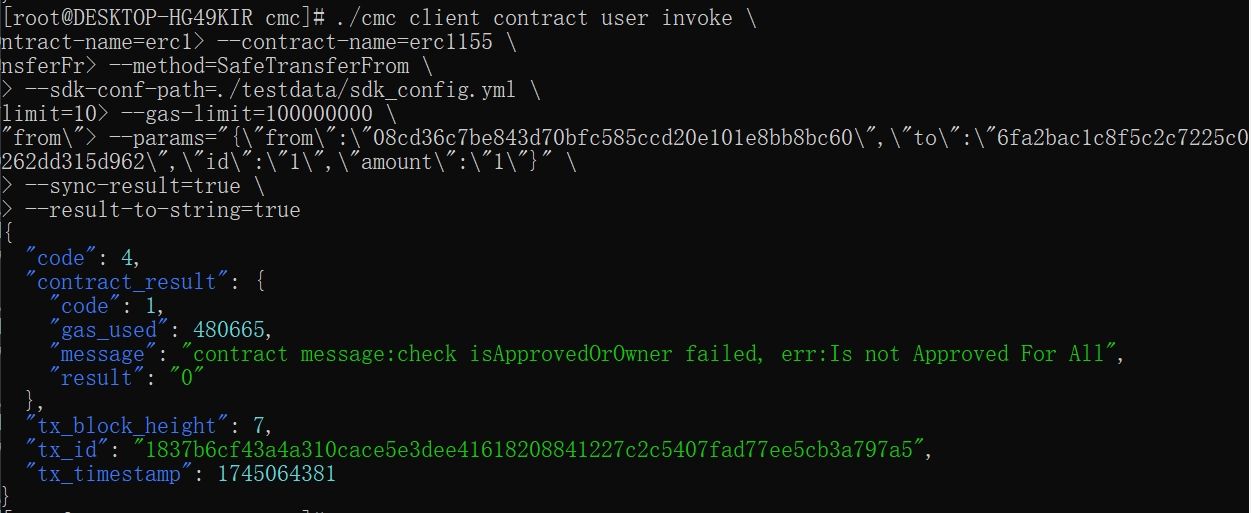 [root@DESKTOP-HG49KIR cmc]# ./cmc client contract user invoke \
ntract-name=erc1> --contract-name=erc1155 \
nsferFr> --method=SafeTransferFrom \
> --sdk-conf-path=./testdata/sdk_config.yml \
limit=10> --gas-limit=100000000 \
"from\"> --params="{\"from\":\"08cd36c7be843d70bfc585ccd20e101e8bb8bc60\",\"to\":\"6fa2bac1c8f5c2c7225c0
262dd315d962\",\"id\":\"1\",\"amount\":\"1\"}" \
> --sync-result=true \
> --result-to-string=true
{
"code": 4,
"contract_result": {
"code": 1,
"gas_used": 480665,
"message": "contract message:check isApprovedOrOwner failed, err:Is not Approved For All",
"result": "0"
},
"tx_block_height": 7,
"tx_id": "1837b6cf43a4a310cace5e3dee41618208841227c2c5407fad77ee5cb3a797a5",
"tx_timestamp": 1745064381
}